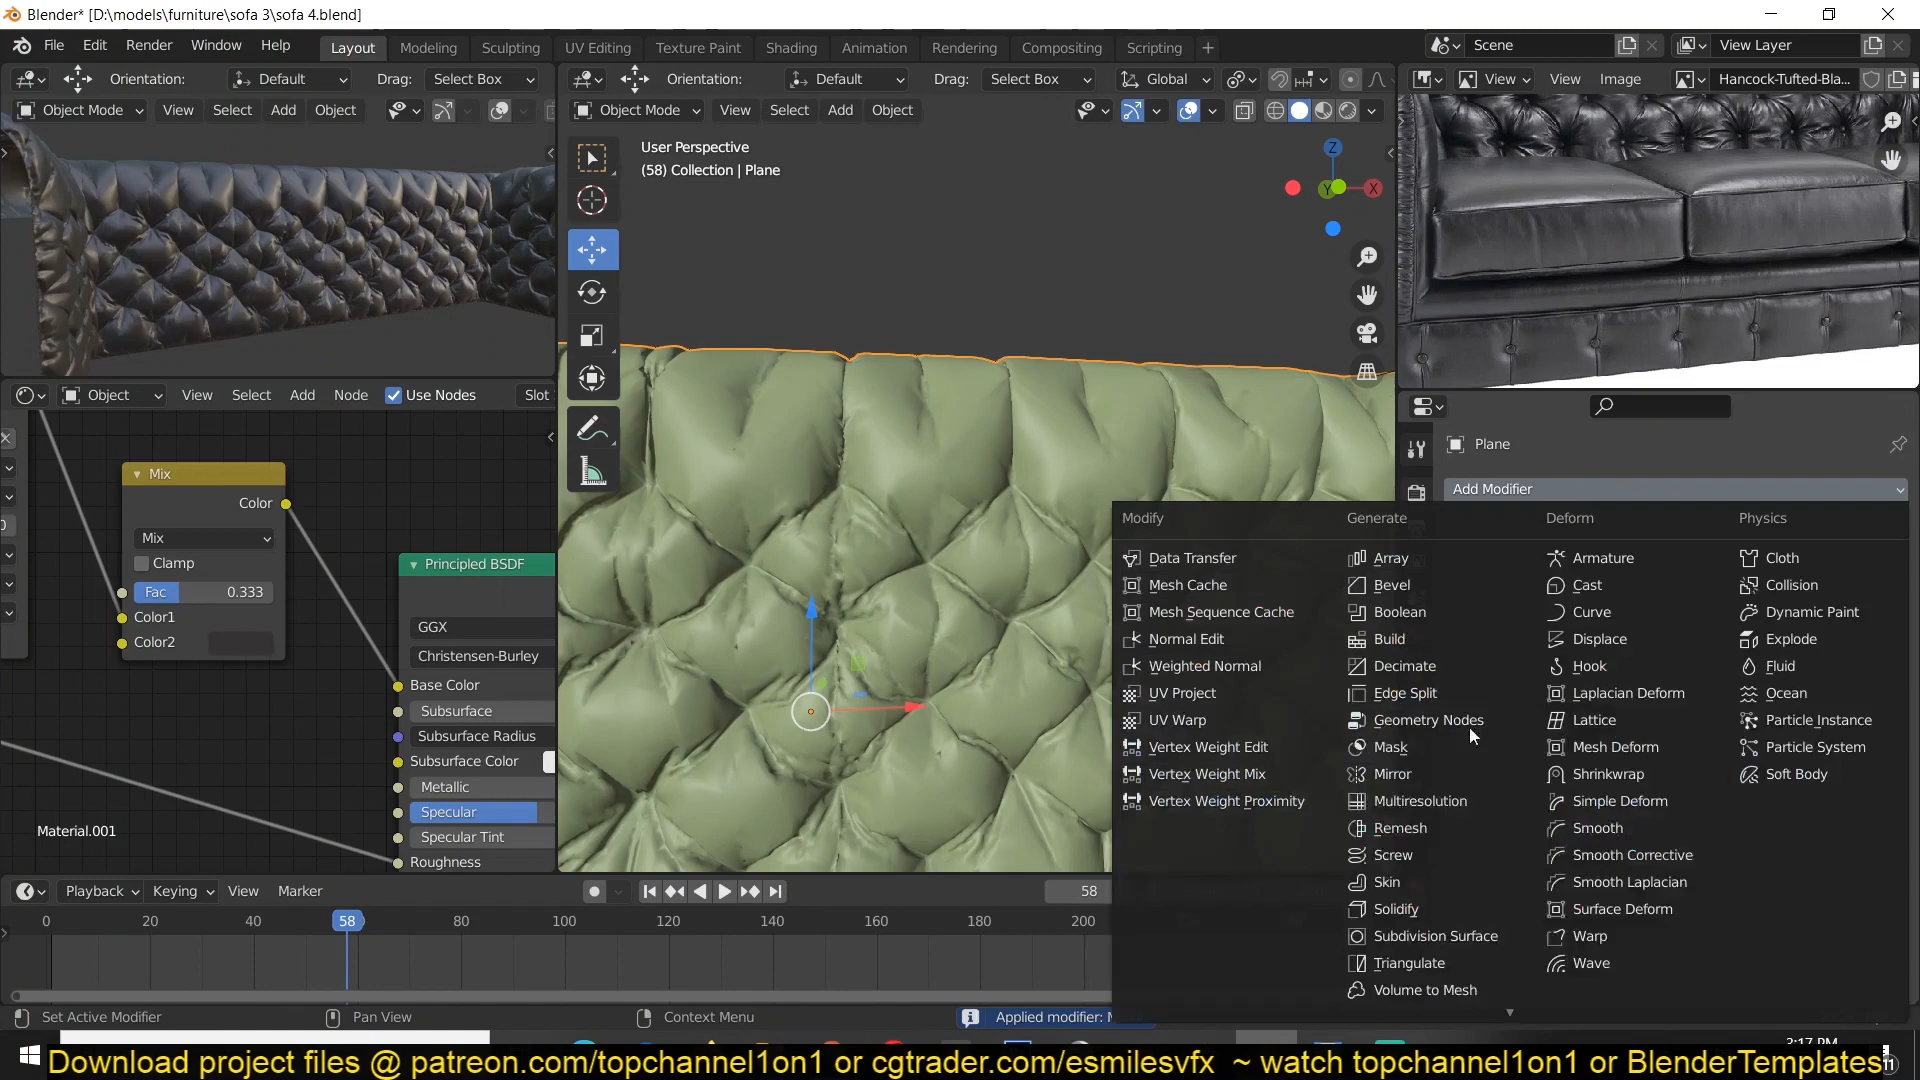 Blender* [D:\models\furniture\sofa 3\sofa 4.blend]
File Edit Render Window Help
Layout Modeling Sculpting UV Editing Texture Paint Shading Animation Rendering Compositing Scripting +
Scene
View Layer
Orientation: Default Drag: Select Box
Orientation: Default Drag: Select Box Global
View View Image Hancock-Tufted-Bla...
Object Mode View Select Add Object
Object Mode View Select Add Object
User Perspective
(58) Collection | Plane
Z
Y
X
Object View Select Add Node Use Nodes Slot
Plane
Add Modifier
Mix
Color
Mix
Clamp
Fac 0.333
Color1
Color2
Principled BSDF
GGX
Christensen-Burley
Base Color
Subsurface
Subsurface Radius
Subsurface Color
Metallic
Specular
Specular Tint
Roughness
Material.001
Modify
Data Transfer
Mesh Cache
Mesh Sequence Cache
Normal Edit
Weighted Normal
UV Project
UV Warp
Vertex Weight Edit
Vertex Weight Mix
Vertex Weight Proximity
Generate
Array
Bevel
Boolean
Build
Decimate
Edge Split
Geometry Nodes
Mask
Mirror
Multiresolution
Remesh
Screw
Skin
Solidify
Subdivision Surface
Triangulate
Volume to Mesh
Deform
Armature
Cast
Curve
Displace
Hook
Laplacian Deform
Lattice
Mesh Deform
Shrinkwrap
Simple Deform
Smooth
Smooth Corrective
Smooth Laplacian
Surface Deform
Warp
Wave
Physics
Cloth
Collision
Dynamic Paint
Explode
Fluid
Ocean
Particle Instance
Particle System
Soft Body
Playback Keying View Marker
58
0 20 40 58 80 100 120 140 160 180 200
Set Active Modifier Pan View Context Menu Applied modifier:
3:17 PM
Download project files @ patreon.com/topchannel1on1 or cgtrader.com/esmilesvfx ~ watch topchannel1on1 or BlenderTemplates